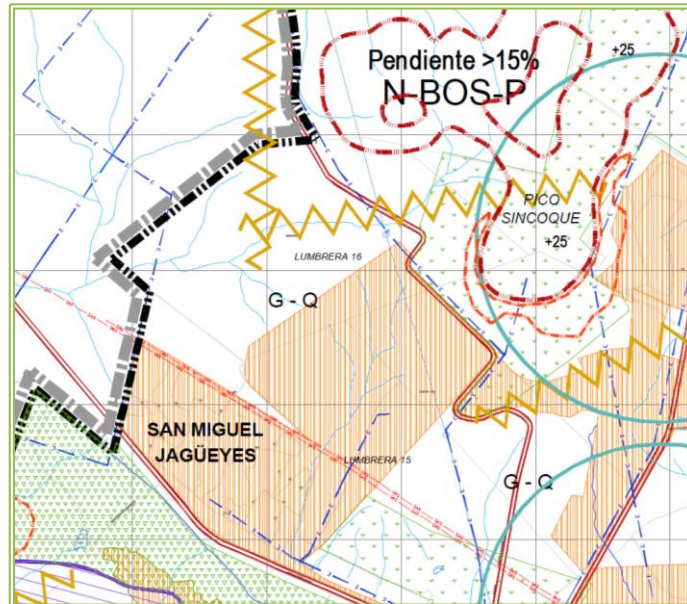 +25
Pendiente >15%
N-BOS-P
PICO
SINCOQUE
+25
LUMBRERA 16
G - Q
SAN MIGUEL
JAGÜEYES
LUMBRERA 15
G - Q